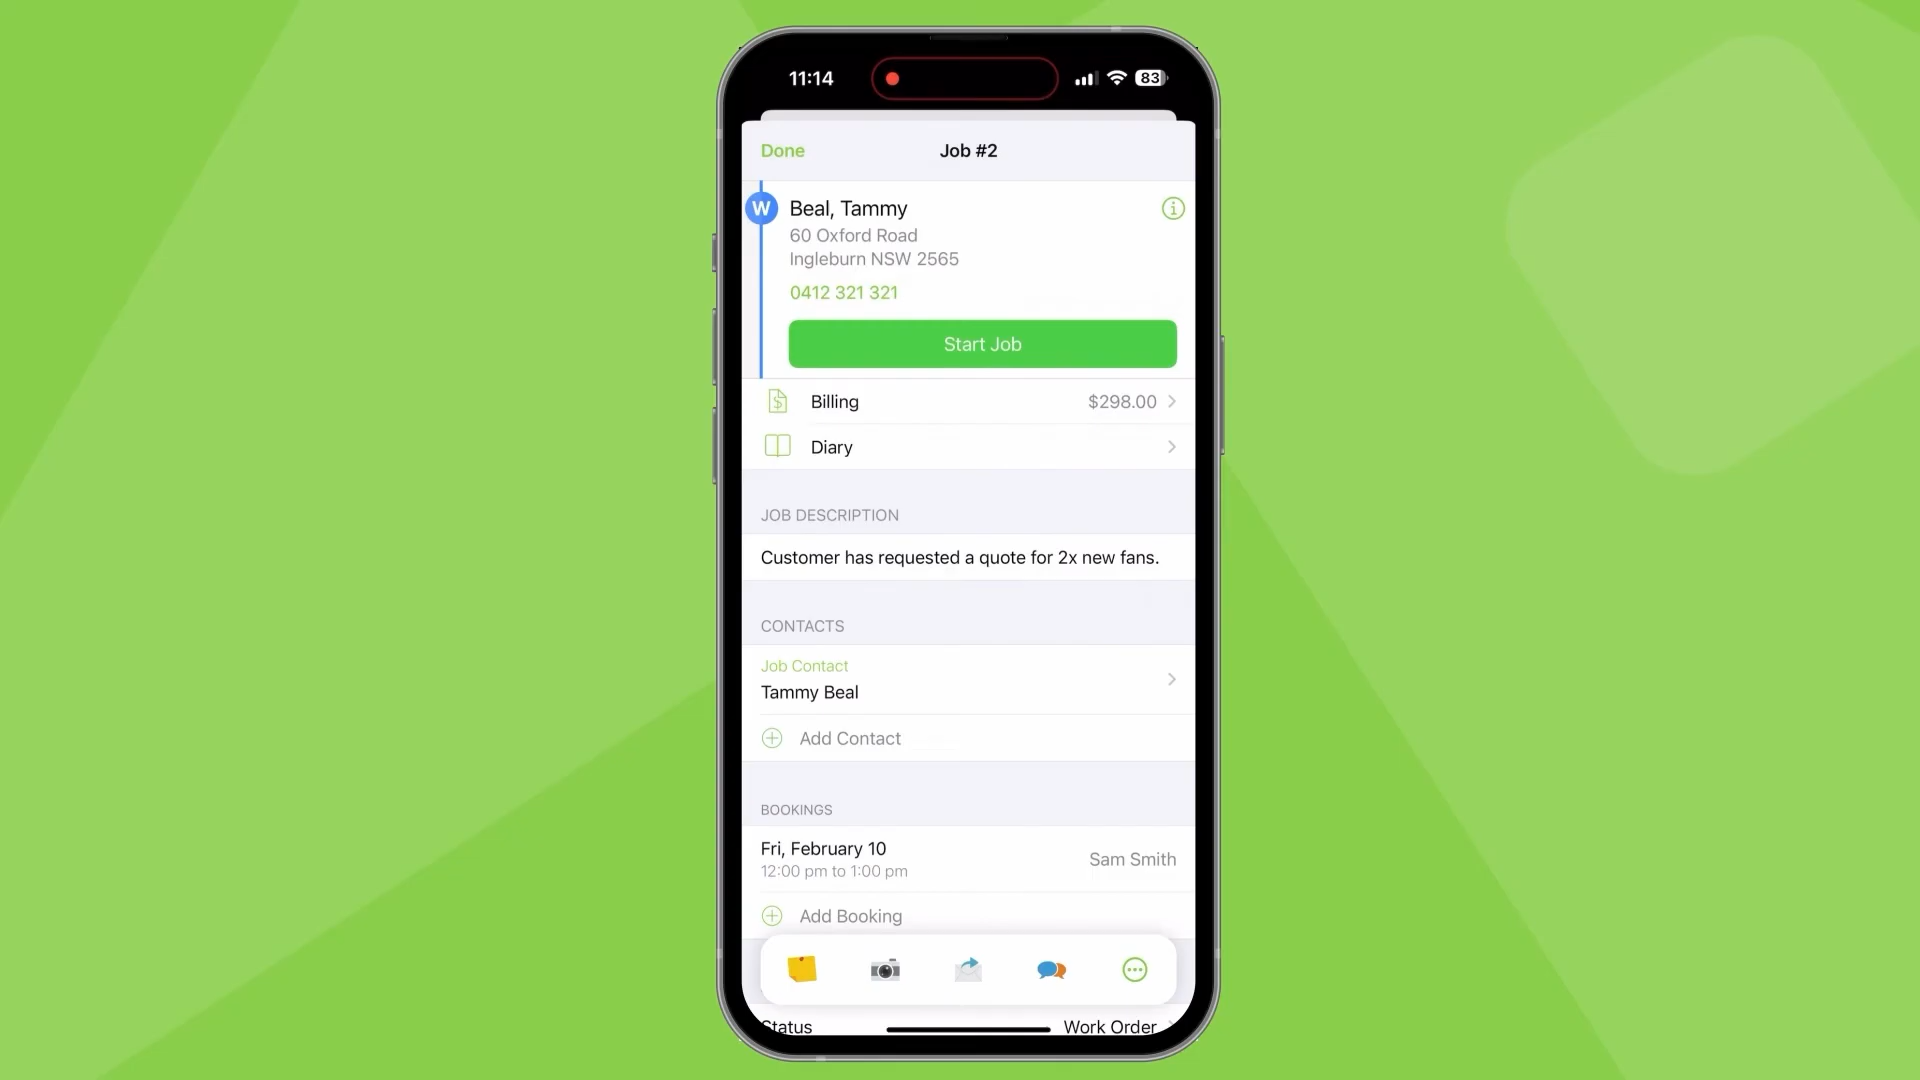 11:14
83
Done
Job #2
W
Beal, Tammy
60 Oxford Road
Ingleburn NSW 2565
0412 321 321
Start Job
Billing $298.00
Diary
JOB DESCRIPTION
Customer has requested a quote for 2x new fans.
CONTACTS
Job Contact
Tammy Beal
Add Contact
BOOKINGS
Fri, February 10
12:00 pm to 1:00 pm
Sam Smith
Add Booking
Status Work Order